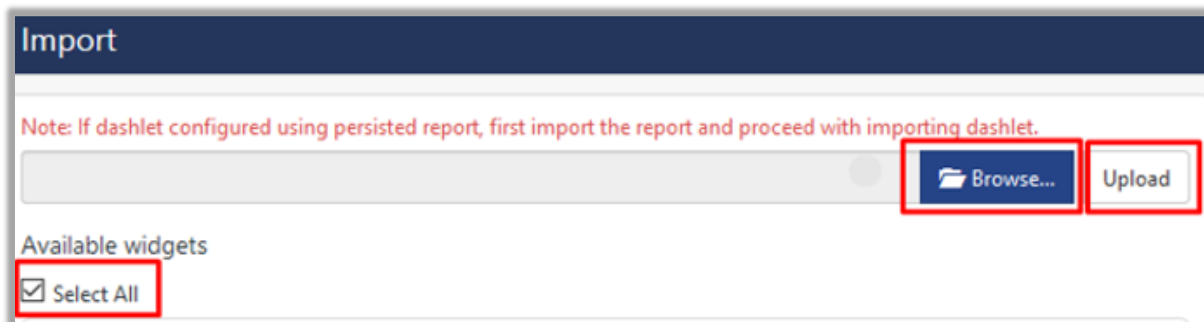 Import
Note: If dashlet configured using persisted report, first import the report and proceed with importing dashlet.
Browse... Upload
Available widgets
Select All